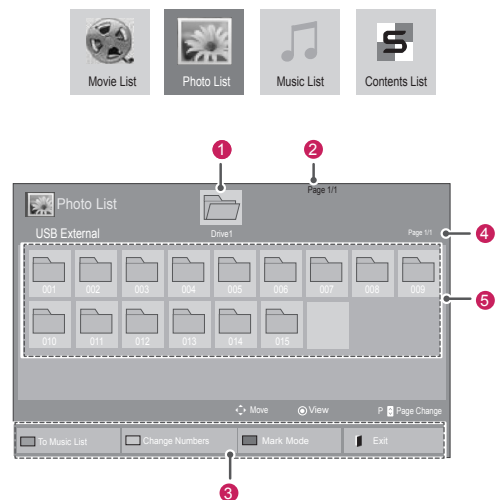 Movie List
Photo List
Music List
S
Contents List
1
2
Page 1/1
Photo List
USB External
Drive1
Page 1/1
4
001 002 003 004 005 006 007 008 009
5
010 011 012 013 014 015
Move View P Page Change
To Music List Change Numbers Mark Mode Exit
3